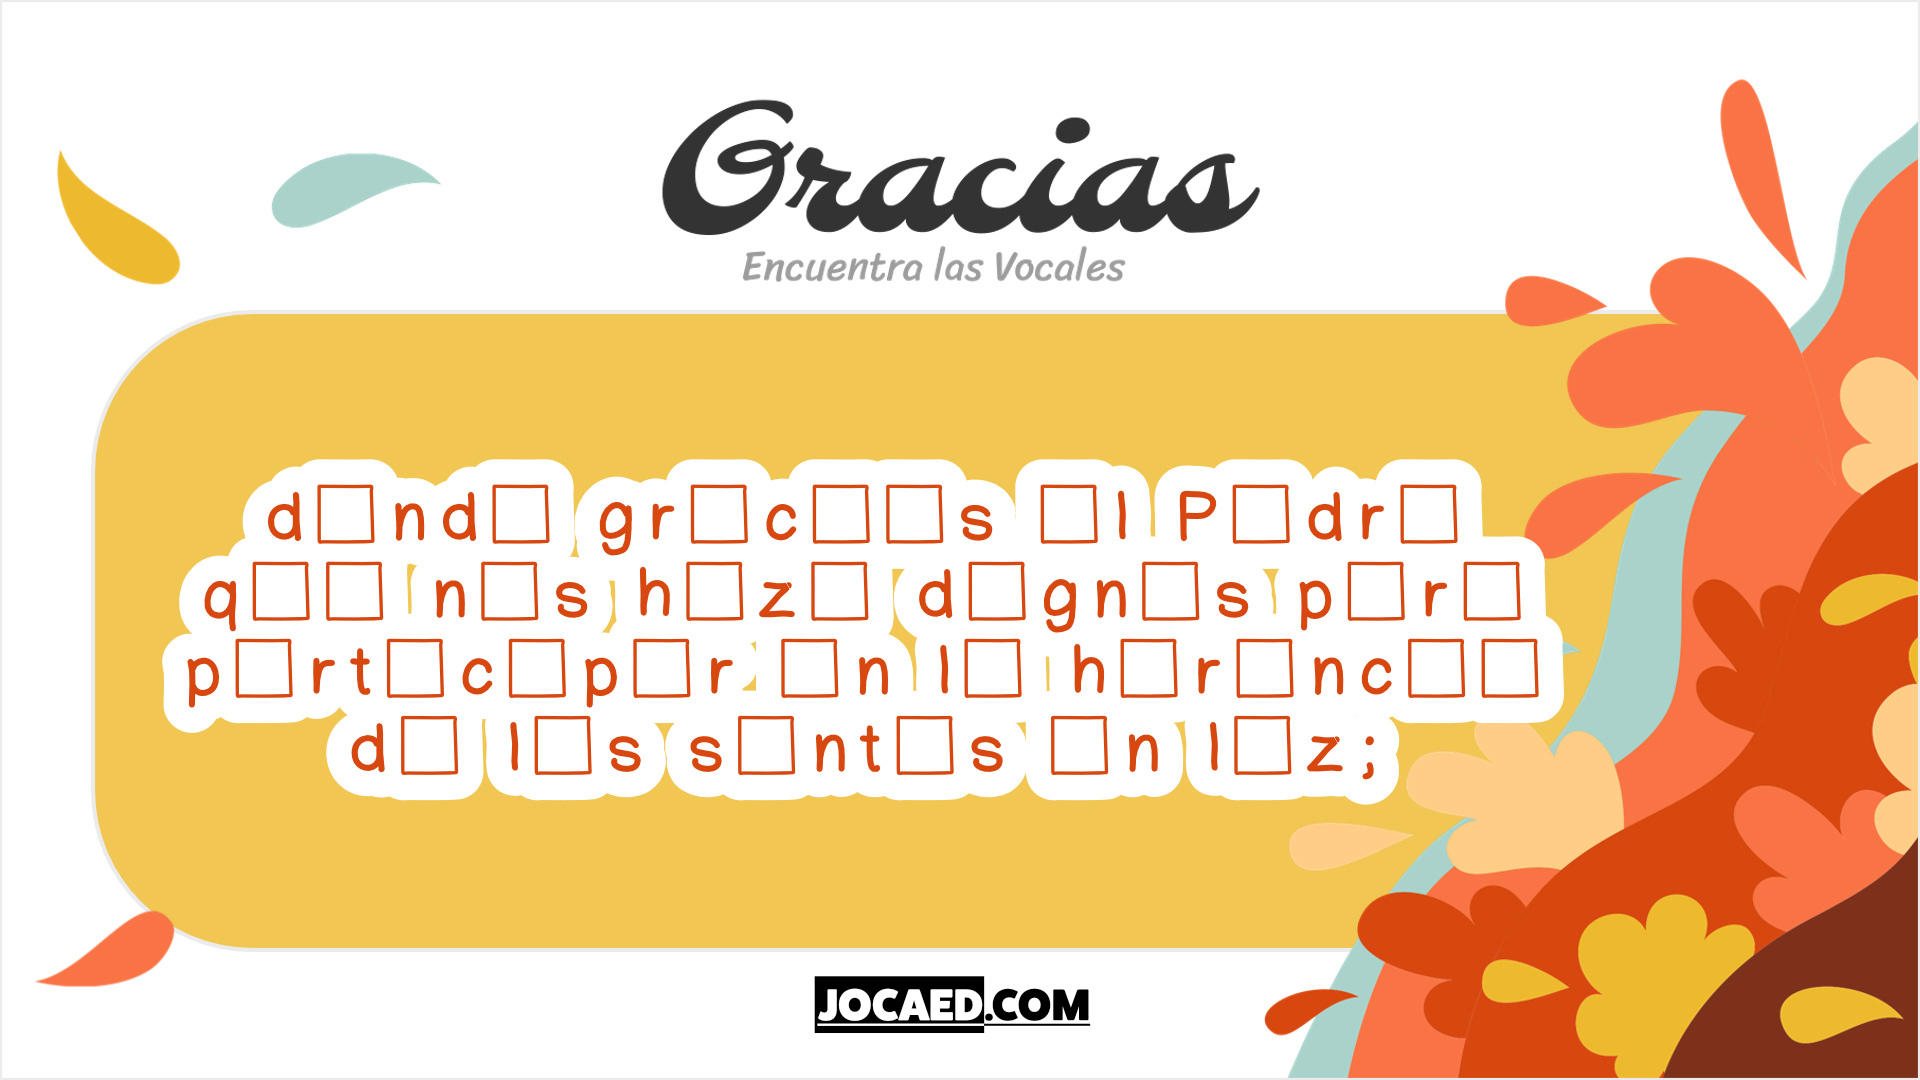 Gracias
Encuentra las Vocales
d□nd□ gr□c□□s □l P□dr□
q□□ n□s h□z□ d□gn□s p□r□
p□rt□c□p□r □n l□ h□r□nc□□
d□ l□s s□nt□s □n l□z;
JOCAED.COM